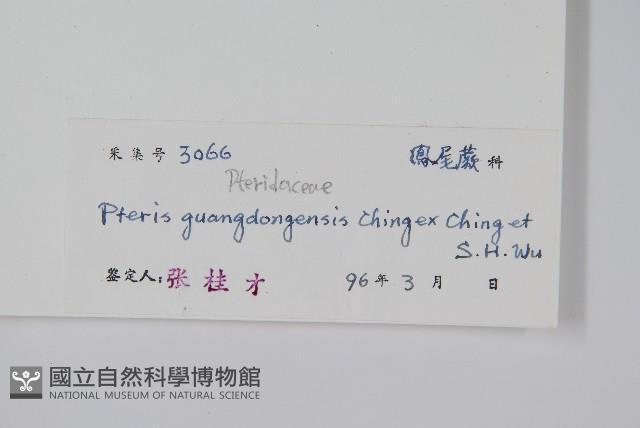 采集号 3066 鳳尾蕨 科
Pteridaceae
Pteris guangdongensis Ching ex Ching et
S.H.Wu
鉴定人: 张桂才 96 年 3 月 日
國立自然科學博物館
NATIONAL MUSEUM OF NATURAL SCIENCE